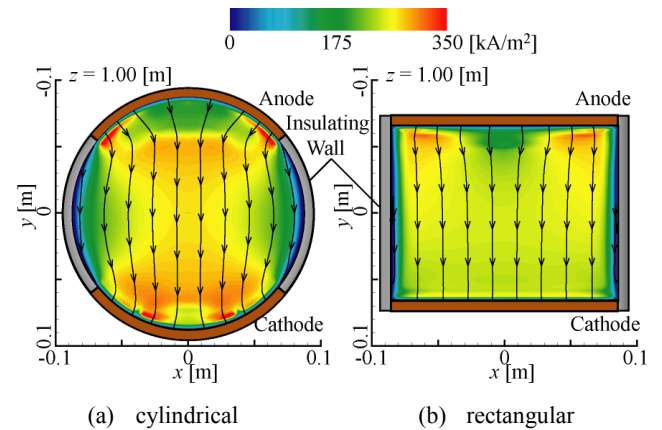 0 175 350 [kA/m²]
z = 1.00 [m] z = 1.00 [m]
-0.1 -0.1
Anode Anode
Insulating
Wall
y [m] 0 y [m] 0
Cathode Cathode
0.1 0.1
-0.1 0 0.1 -0.1 0 0.1
x [m] x [m]
(a) cylindrical (b) rectangular